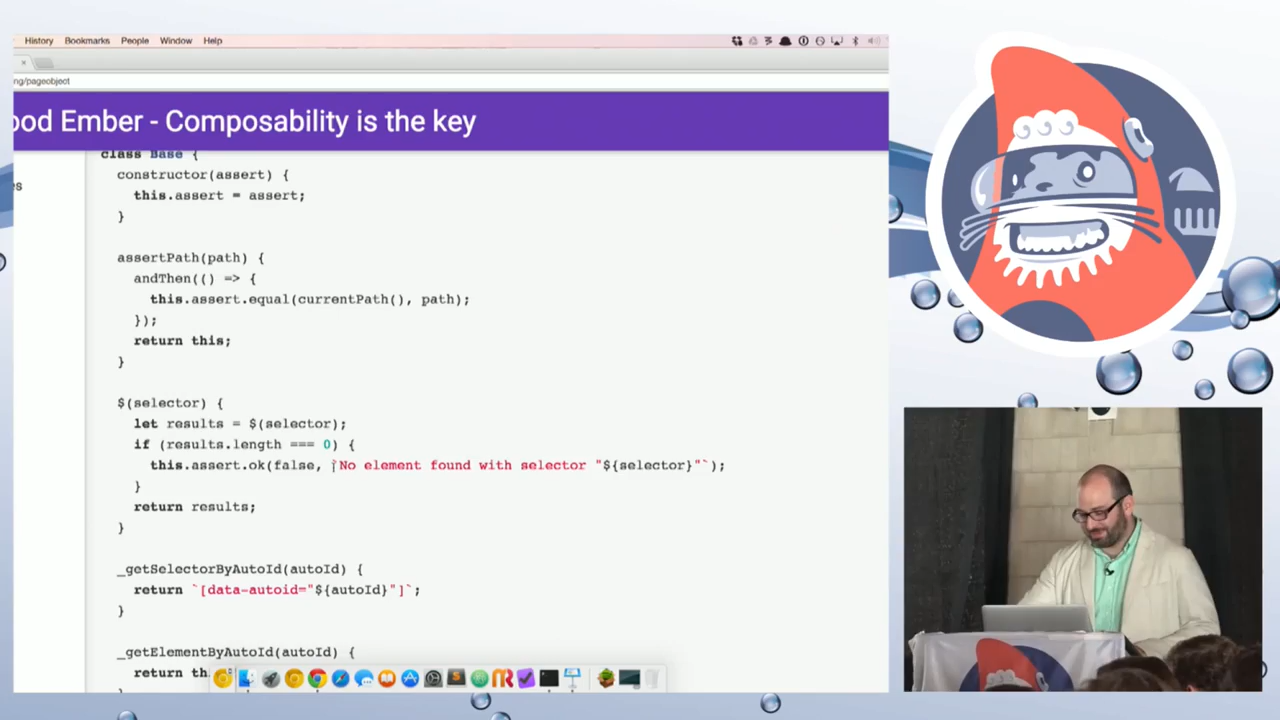 History Bookmarks People Window Help
ng/pageobject
ood Ember - Composability is the key
class Base {
constructor(assert) {
this.assert = assert;
}
assertPath(path) {
andThen(() => {
this.assert.equal(currentPath(), path);
});
return this;
}
$(selector) {
let results = $(selector);
if (results.length === 0) {
this.assert.ok(false, `No element found with selector "${selector}"`);
}
return results;
}
_getSelectorByAutoId(autoId) {
return `[data-autoid="${autoId}"]`;
}
_getElementByAutoId(autoId) {
return th